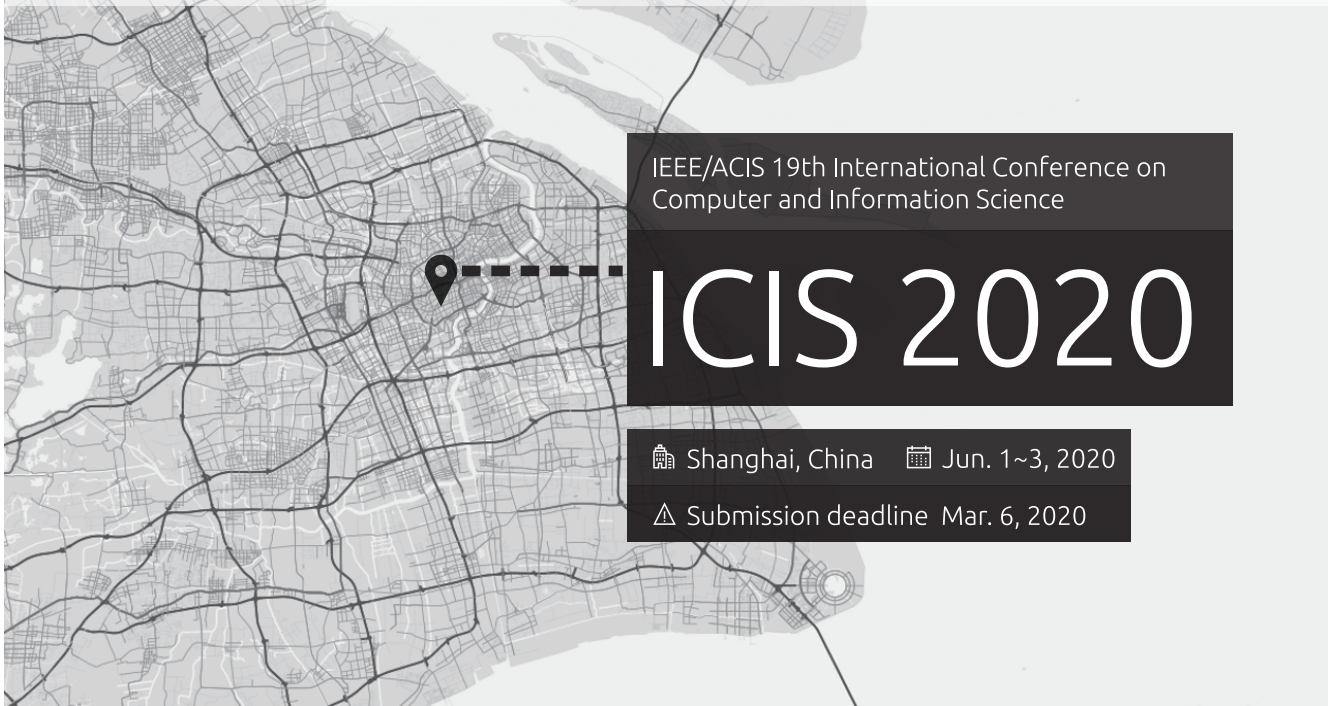 IEEE/ACIS 19th International Conference on
Computer and Information Science
ICIS 2020
Shanghai, China Jun. 1~3, 2020
Submission deadline Mar. 6, 2020